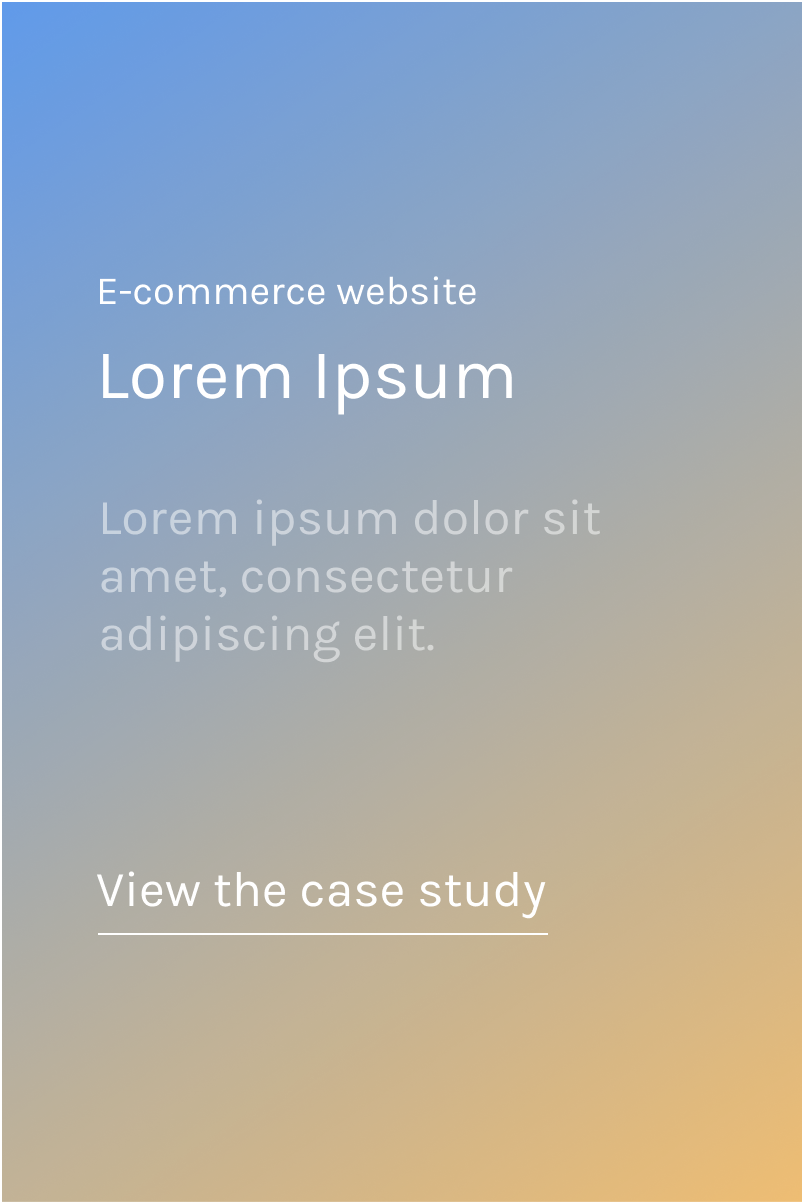 E-commerce website
Lorem Ipsum
Lorem ipsum dolor sit
amet, consectetur
adipiscing elit.
View the case study